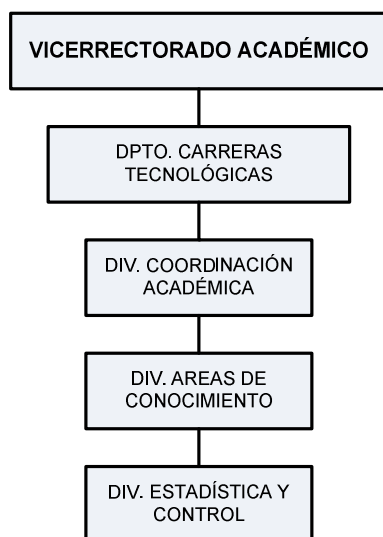 VICERRECTORADO ACADÉMICO
DPTO. CARRERAS
TECNOLÓGICAS
DIV. COORDINACIÓN
ACADÉMICA
DIV. AREAS DE
CONOCIMIENTO
DIV. ESTADÍSTICA Y
CONTROL